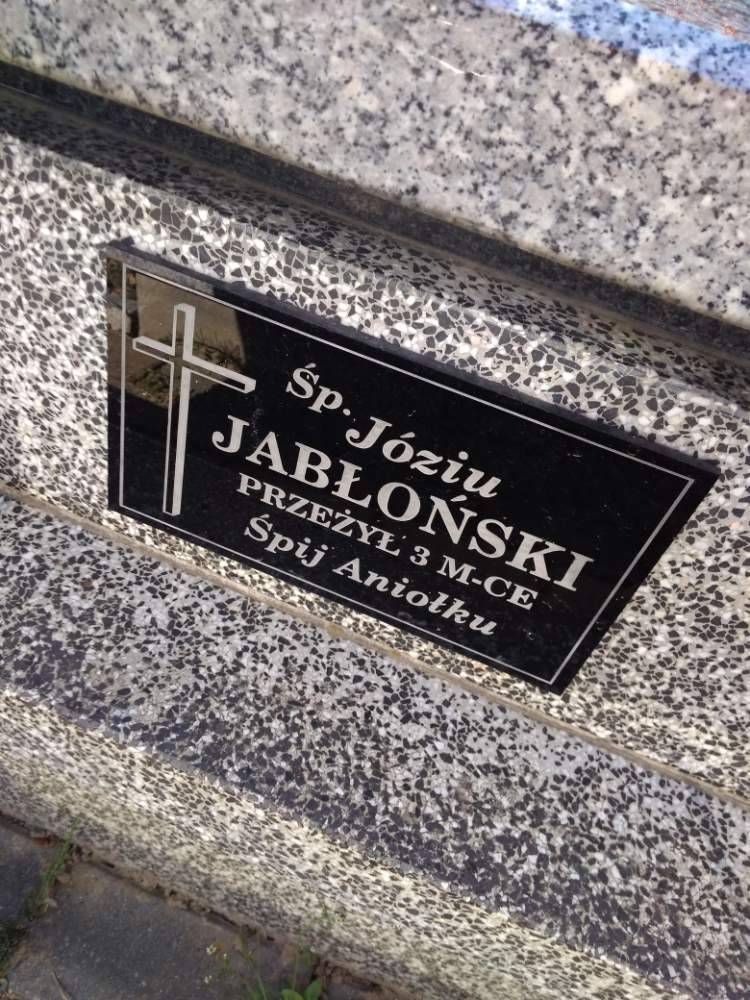 Śp. Józiu
JABŁOŃSKI
PRZEŻYŁ 3 M-CE
Śpij Aniołku